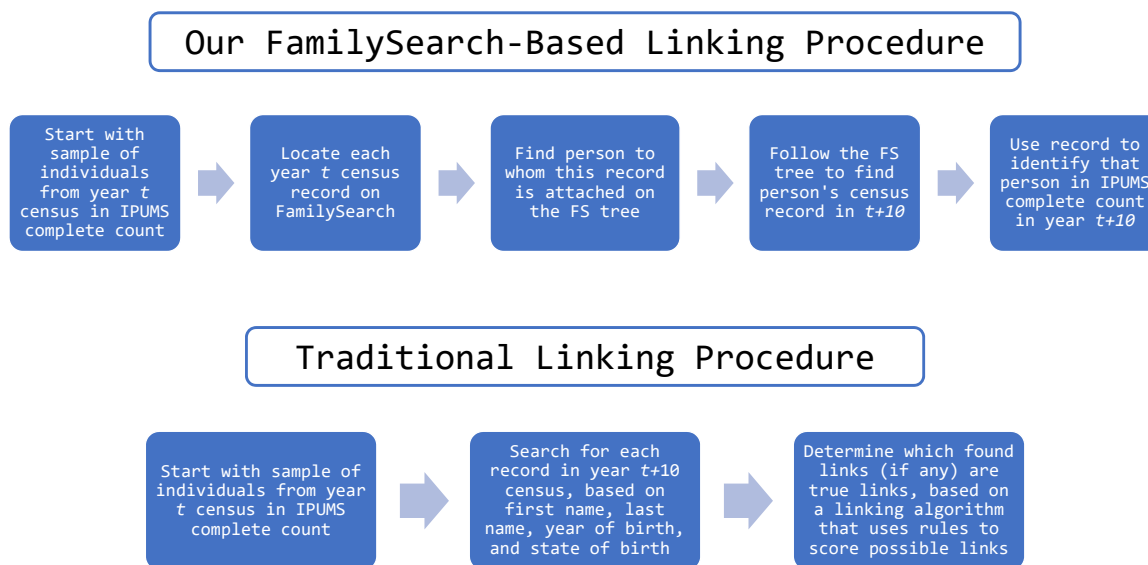 Our FamilySearch-Based Linking Procedure
Start with
sample of
individuals
from year t
census in IPUMS
complete count
Locate each
year t census
record on
FamilySearch
Find person to
whom this record
is attached on
the FS tree
Follow the FS
tree to find
person's census
record in t+10
Use record to
identify that
person in IPUMS
complete count
in year t+10
Traditional Linking Procedure
Start with sample of
individuals from year
t census in IPUMS
complete count
Search for each
record in year t+10
census, based on
first name, last
name, year of birth,
and state of birth
Determine which found
links (if any) are
true links, based on
a linking algorithm
that uses rules to
score possible links